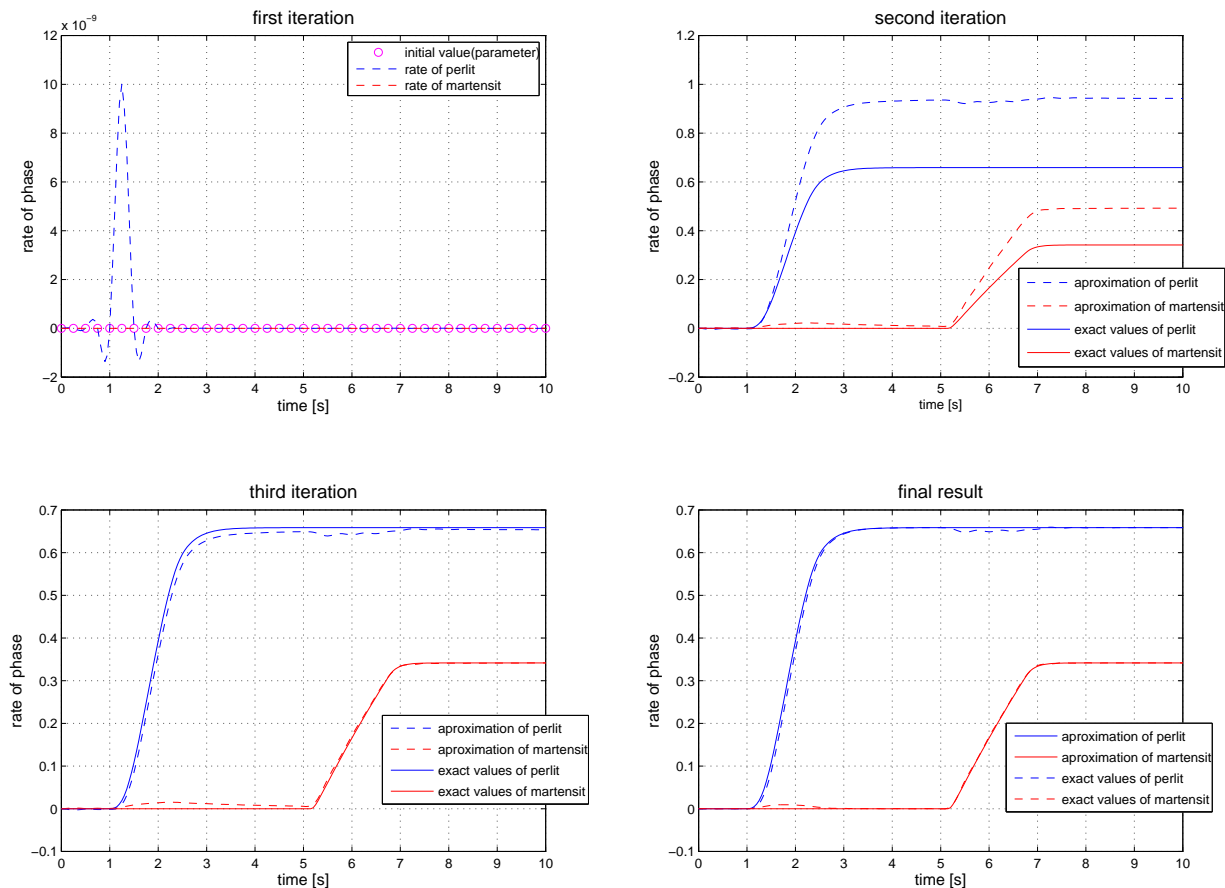 first iteration
x 10⁻⁹
12
10
8
6
4
2
0
−2
0 1 2 3 4 5 6 7 8 9 10
time [s]
rate of phase
initial value(parameter)
rate of perlit
rate of martensit
second iteration
1.2
1
0.8
0.6
0.4
0.2
0
−0.2
0 1 2 3 4 5 6 7 8 9 10
time [s]
rate of phase
aproximation of perlit
aproximation of martensit
exact values of perlit
exact values of martensit
third iteration
0.7
0.6
0.5
0.4
0.3
0.2
0.1
0
−0.1
0 1 2 3 4 5 6 7 8 9 10
time [s]
rate of phase
aproximation of perlit
aproximation of martensit
exact values of perlit
exact values of martensit
final result
0.7
0.6
0.5
0.4
0.3
0.2
0.1
0
−0.1
0 1 2 3 4 5 6 7 8 9 10
time [s]
rate of phase
aproximation of perlit
aproximation of martensit
exact values of perlit
exact values of martensit